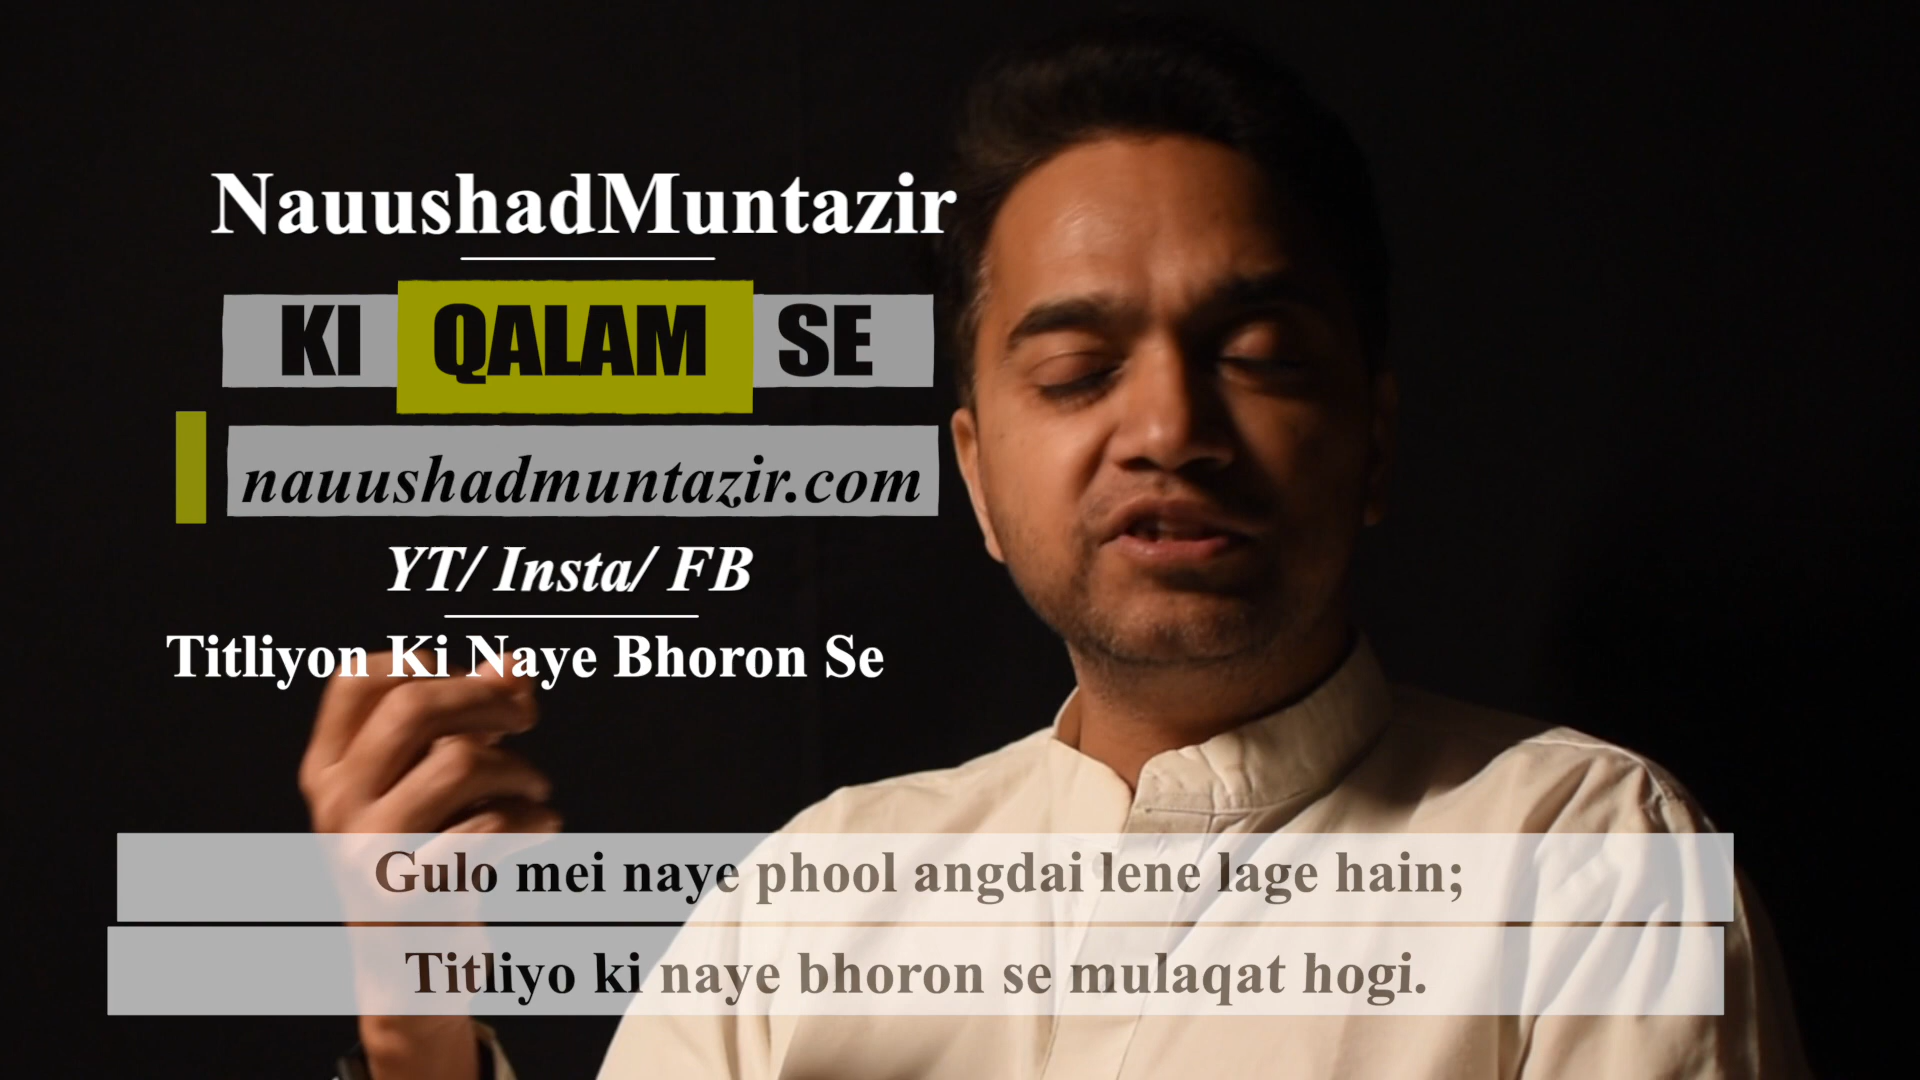 NauushadMuntazir
KI QALAM SE
nauushadmuntazir.com
YT/ Insta/ FB
Titliyon Ki Naye Bhoron Se
Gulo mei naye phool angdai lene lage hain;
Titliyo ki naye bhoron se mulaqat hogi.